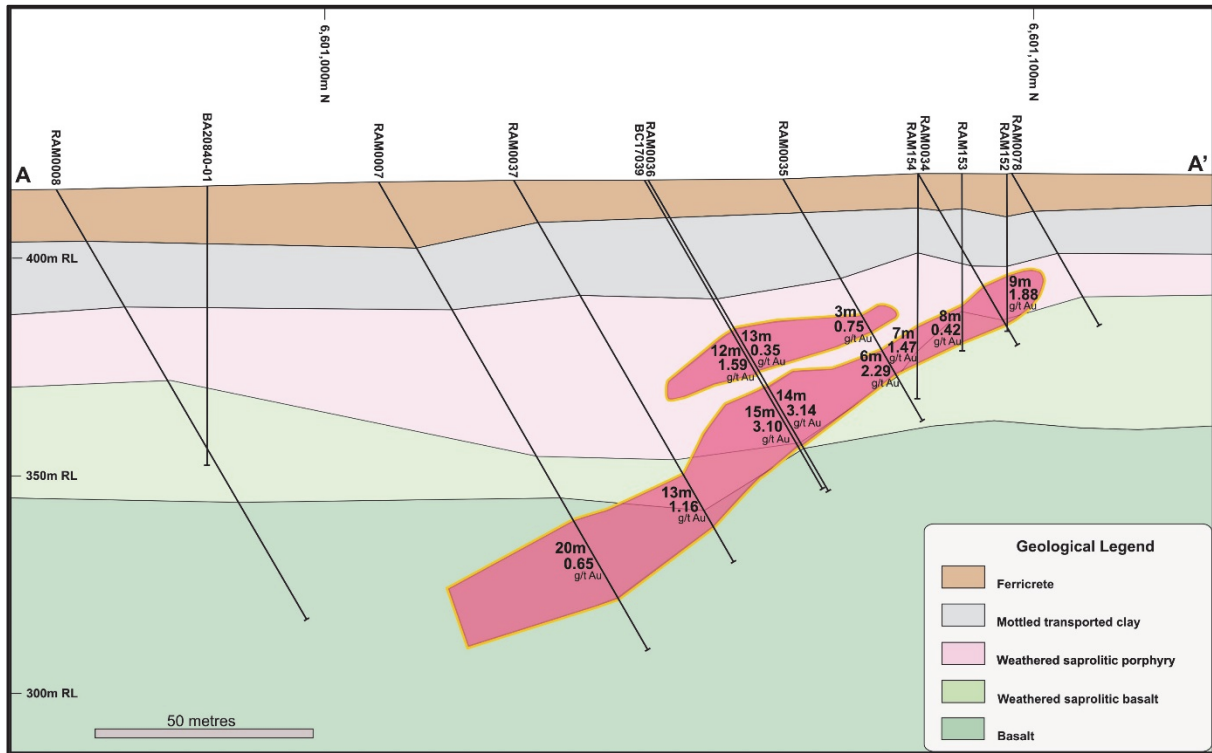 6,601,000m N
6,601,100m N
A
A'
RAM0008
BA20840-01
RAM0007
RAM0037
RAM0036
BC17039
RAM0035
RAM0034
RAM154
RAM153
RAM0078
RAM152
400m RL
350m RL
300m RL
9m
1.88
g/t Au
8m
0.42
g/t Au
7m
1.47
g/t Au
6m
2.29
g/t Au
3m
0.75
g/t Au
13m
0.35
g/t Au
12m
1.59
g/t Au
14m
3.14
g/t Au
15m
3.10
g/t Au
13m
1.16
g/t Au
20m
0.65
g/t Au
50 metres
Geological Legend
Ferricrete
Mottled transported clay
Weathered saprolitic porphyry
Weathered saprolitic basalt
Basalt